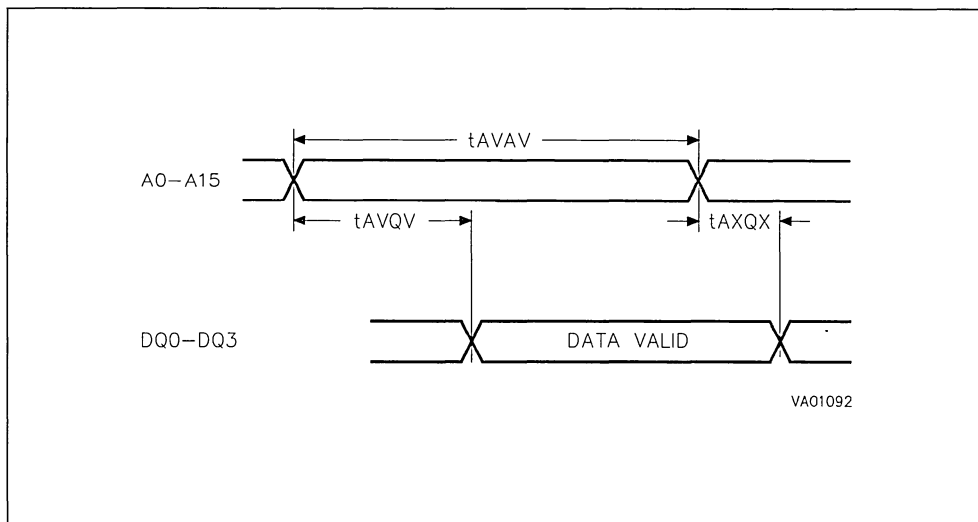 tAVAV
A0-A15
tAVQV
tAXQX
DQ0-DQ3
DATA VALID
VA01092